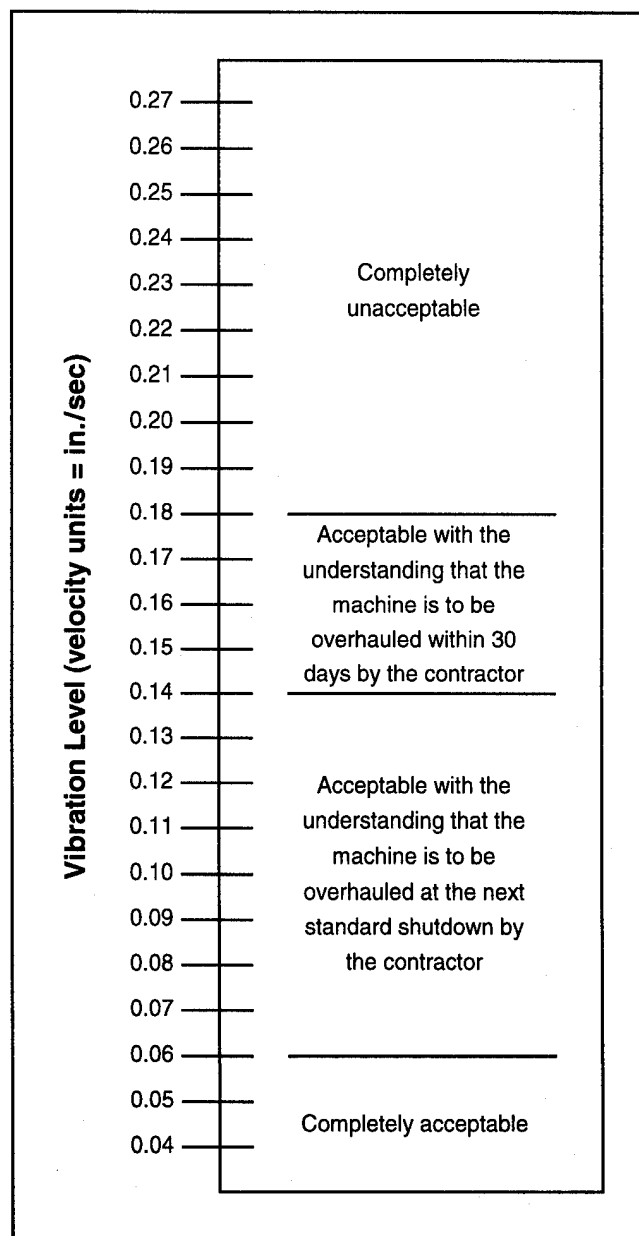 Vibration Level (velocity units = in./sec)
0.27
0.26
0.25
0.24
0.23
0.22
0.21
0.20
0.19
0.18
0.17
0.16
0.15
0.14
0.13
0.12
0.11
0.10
0.09
0.08
0.07
0.06
0.05
0.04
Completely
unacceptable
Acceptable with the
understanding that the
machine is to be
overhauled within 30
days by the contractor
Acceptable with the
understanding that the
machine is to be
overhauled at the next
standard shutdown by
the contractor
Completely acceptable